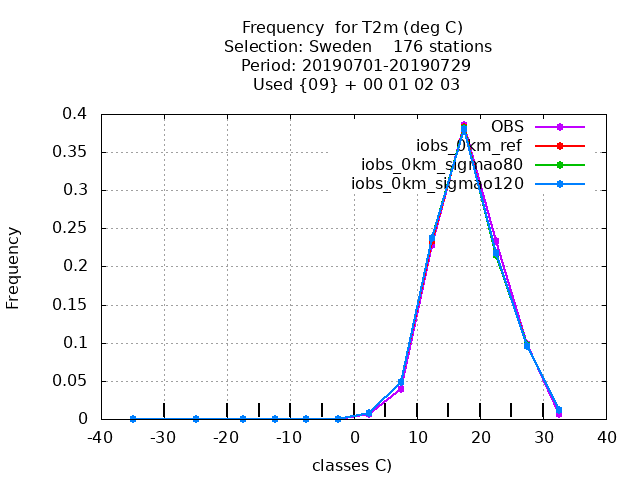 Frequency  for T2m (deg C)
Selection: Sweden    176 stations
Period: 20190701-20190729
Used {09} + 00 01 02 03
OBS
iobs_0km_ref
iobs_0km_sigmao80
iobs_0km_sigmao120
0.4
0.35
0.3
0.25
0.2
0.15
0.1
0.05
0
Frequency
-40
-30
-20
-10
0
10
20
30
40
classes C)